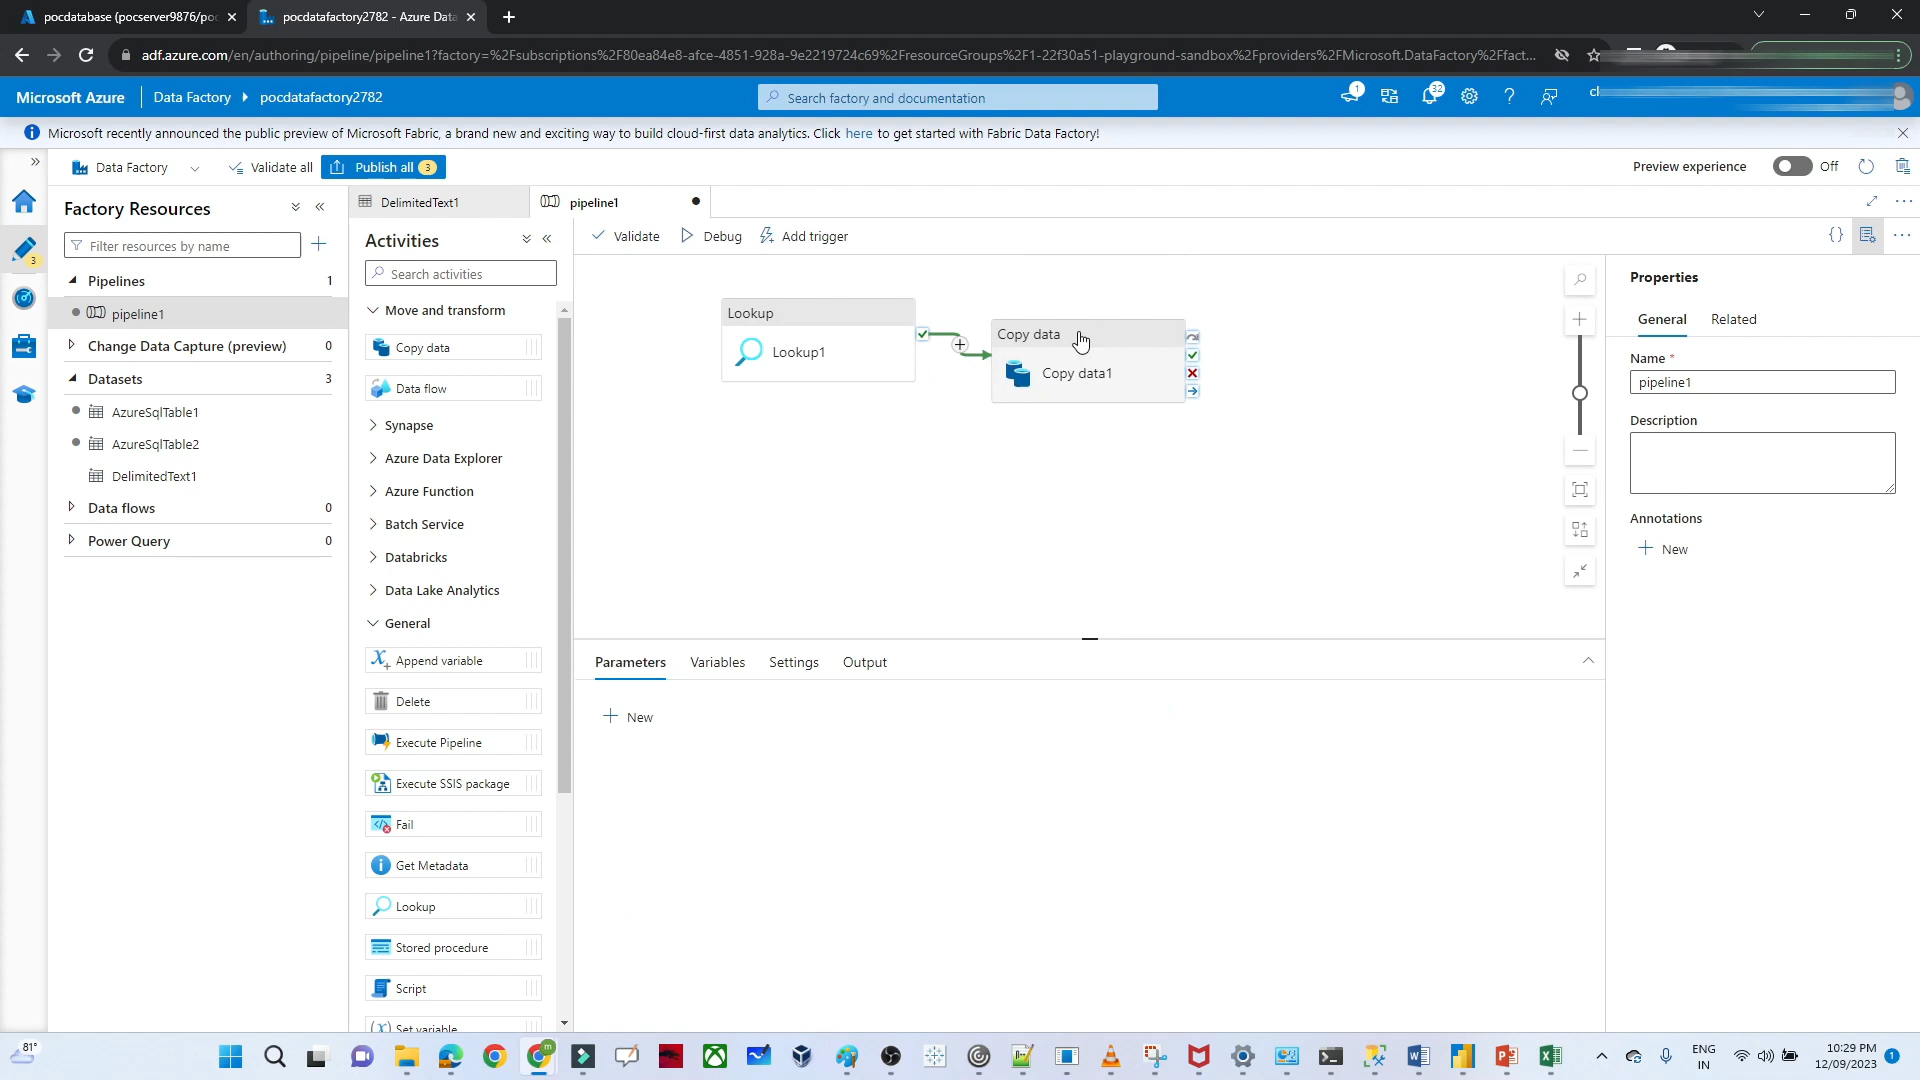 pocdatabase (pocserver9876/poc
pocdatafactory2782 - Azure Data
adf.azure.com/en/authoring/pipeline/pipeline1?factory=%2Fsubscriptions%2F80ea84e8-afce-4851-928a-9e2219724c69%2FresourceGroups%2F1-22f30a51-playground-sandbox%2Fproviders%2FMicrosoft.DataFactory%2Ffact...
Microsoft Azure
Data Factory
pocdatafactory2782
Search factory and documentation
1
32
cl
Microsoft recently announced the public preview of Microsoft Fabric, a brand new and exciting way to build cloud-first data analytics. Click here to get started with Fabric Data Factory!
Data Factory
Validate all
Publish all 3
Preview experience
Off
Factory Resources
DelimitedText1
pipeline1
Filter resources by name
Activities
Validate
Debug
Add trigger
3
Search activities
Pipelines 1
pipeline1
Change Data Capture (preview) 0
Datasets 3
AzureSqlTable1
AzureSqlTable2
DelimitedText1
Data flows 0
Power Query 0
Move and transform
Copy data
Data flow
Synapse
Azure Data Explorer
Azure Function
Batch Service
Databricks
Data Lake Analytics
General
Append variable
Delete
Execute Pipeline
Execute SSIS package
Fail
Get Metadata
Lookup
Stored procedure
Script
Set variable
Lookup
Lookup1
Copy data
Copy data1
Parameters
Variables
Settings
Output
New
Properties
General
Related
Name *
pipeline1
Description
Annotations
New
81°
ENG
IN
10:29 PM
12/09/2023
1